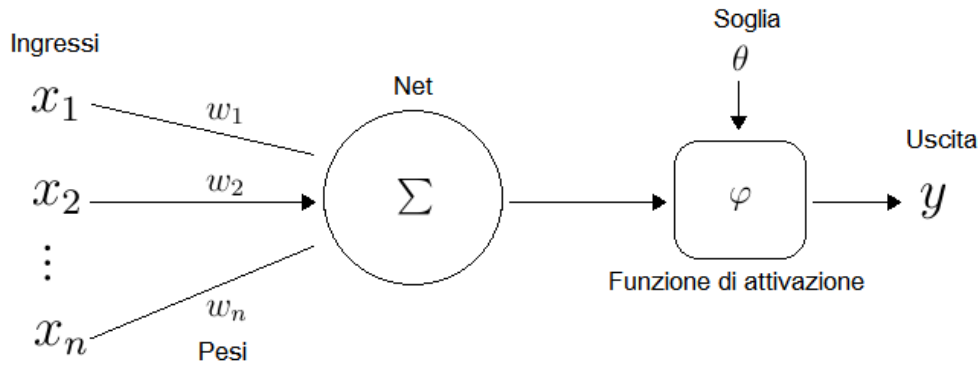 Ingressi
x₁
w₁
x₂
w₂
⋮
xₙ
wₙ
Pesi
Net
Σ
Soglia
θ
φ
Funzione di attivazione
Uscita
y